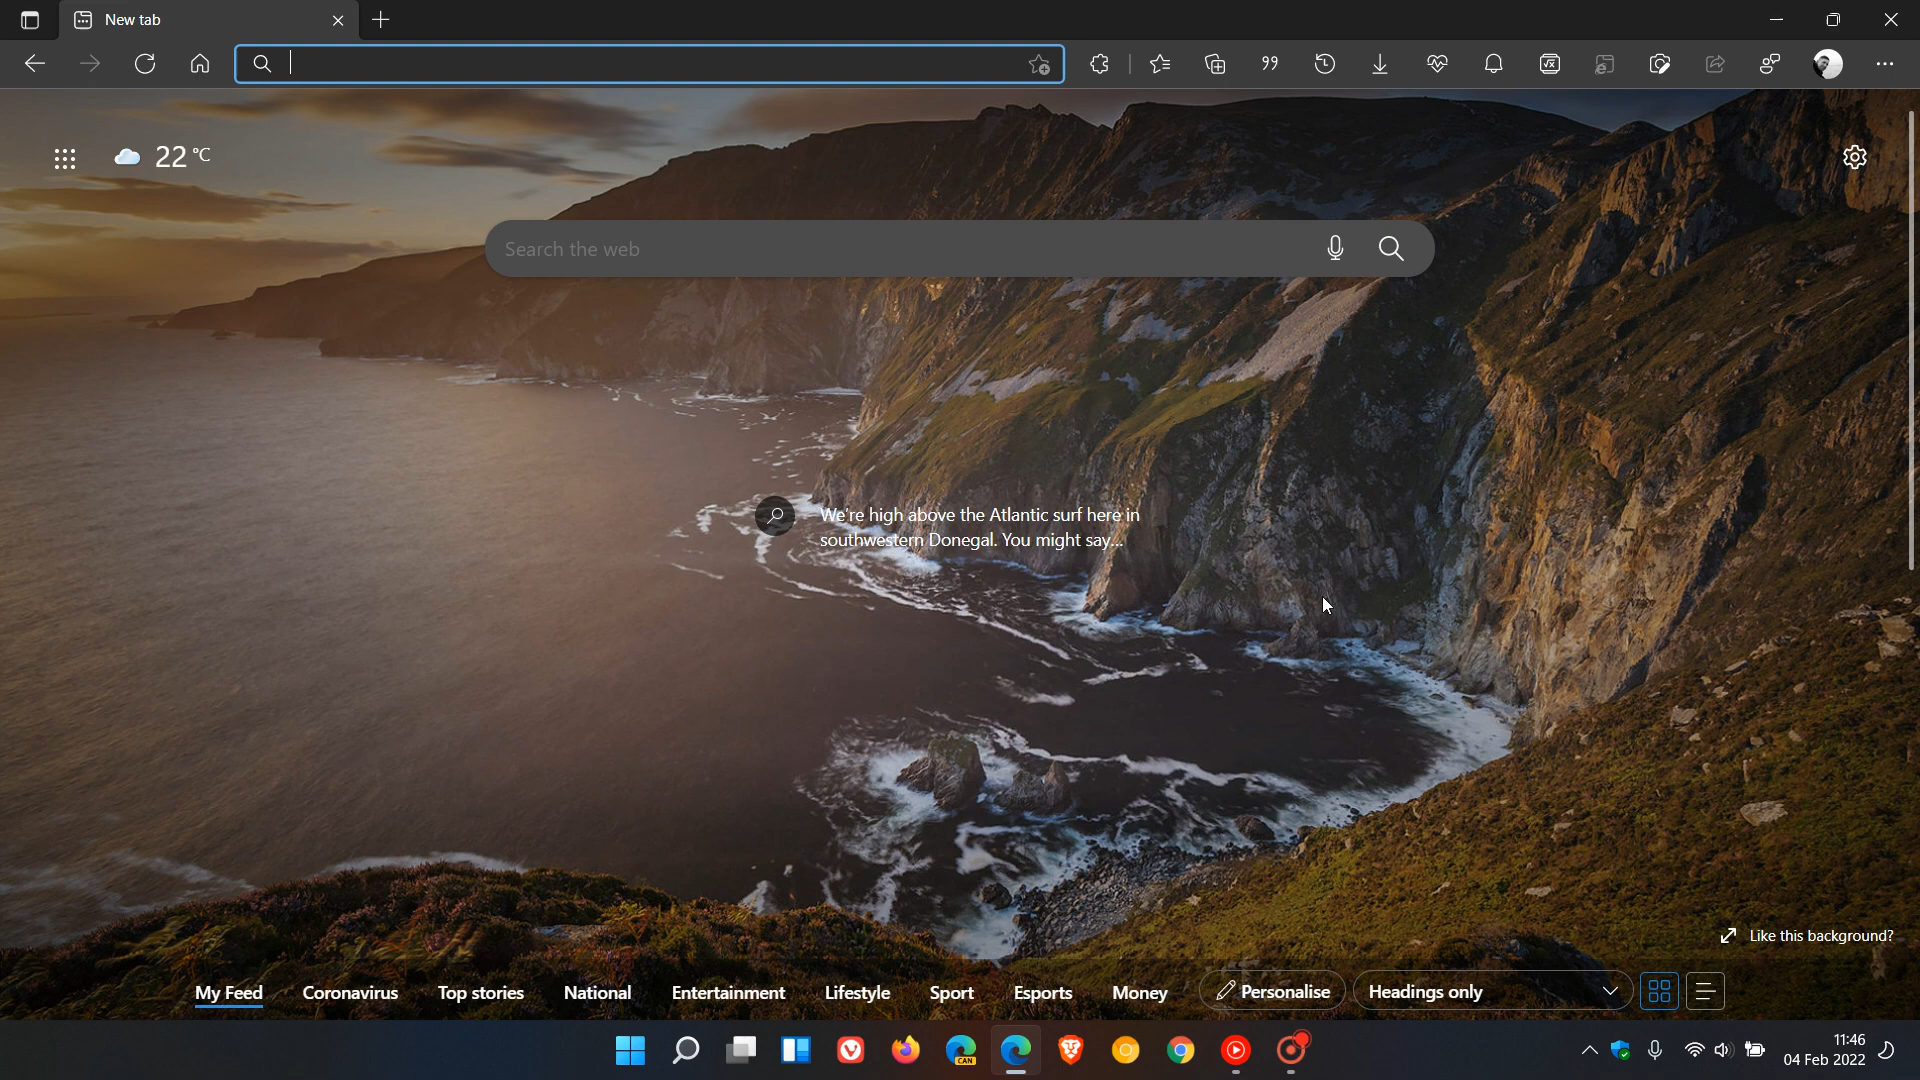 New tab
22 °C
Search the web
We're high above the Atlantic surf here in
southwestern Donegal. You might say...
Like this background?
My Feed Coronavirus Top stories National Entertainment Lifestyle Sport Esports Money Personalise Headings only
CAN
11:46
04 Feb 2022